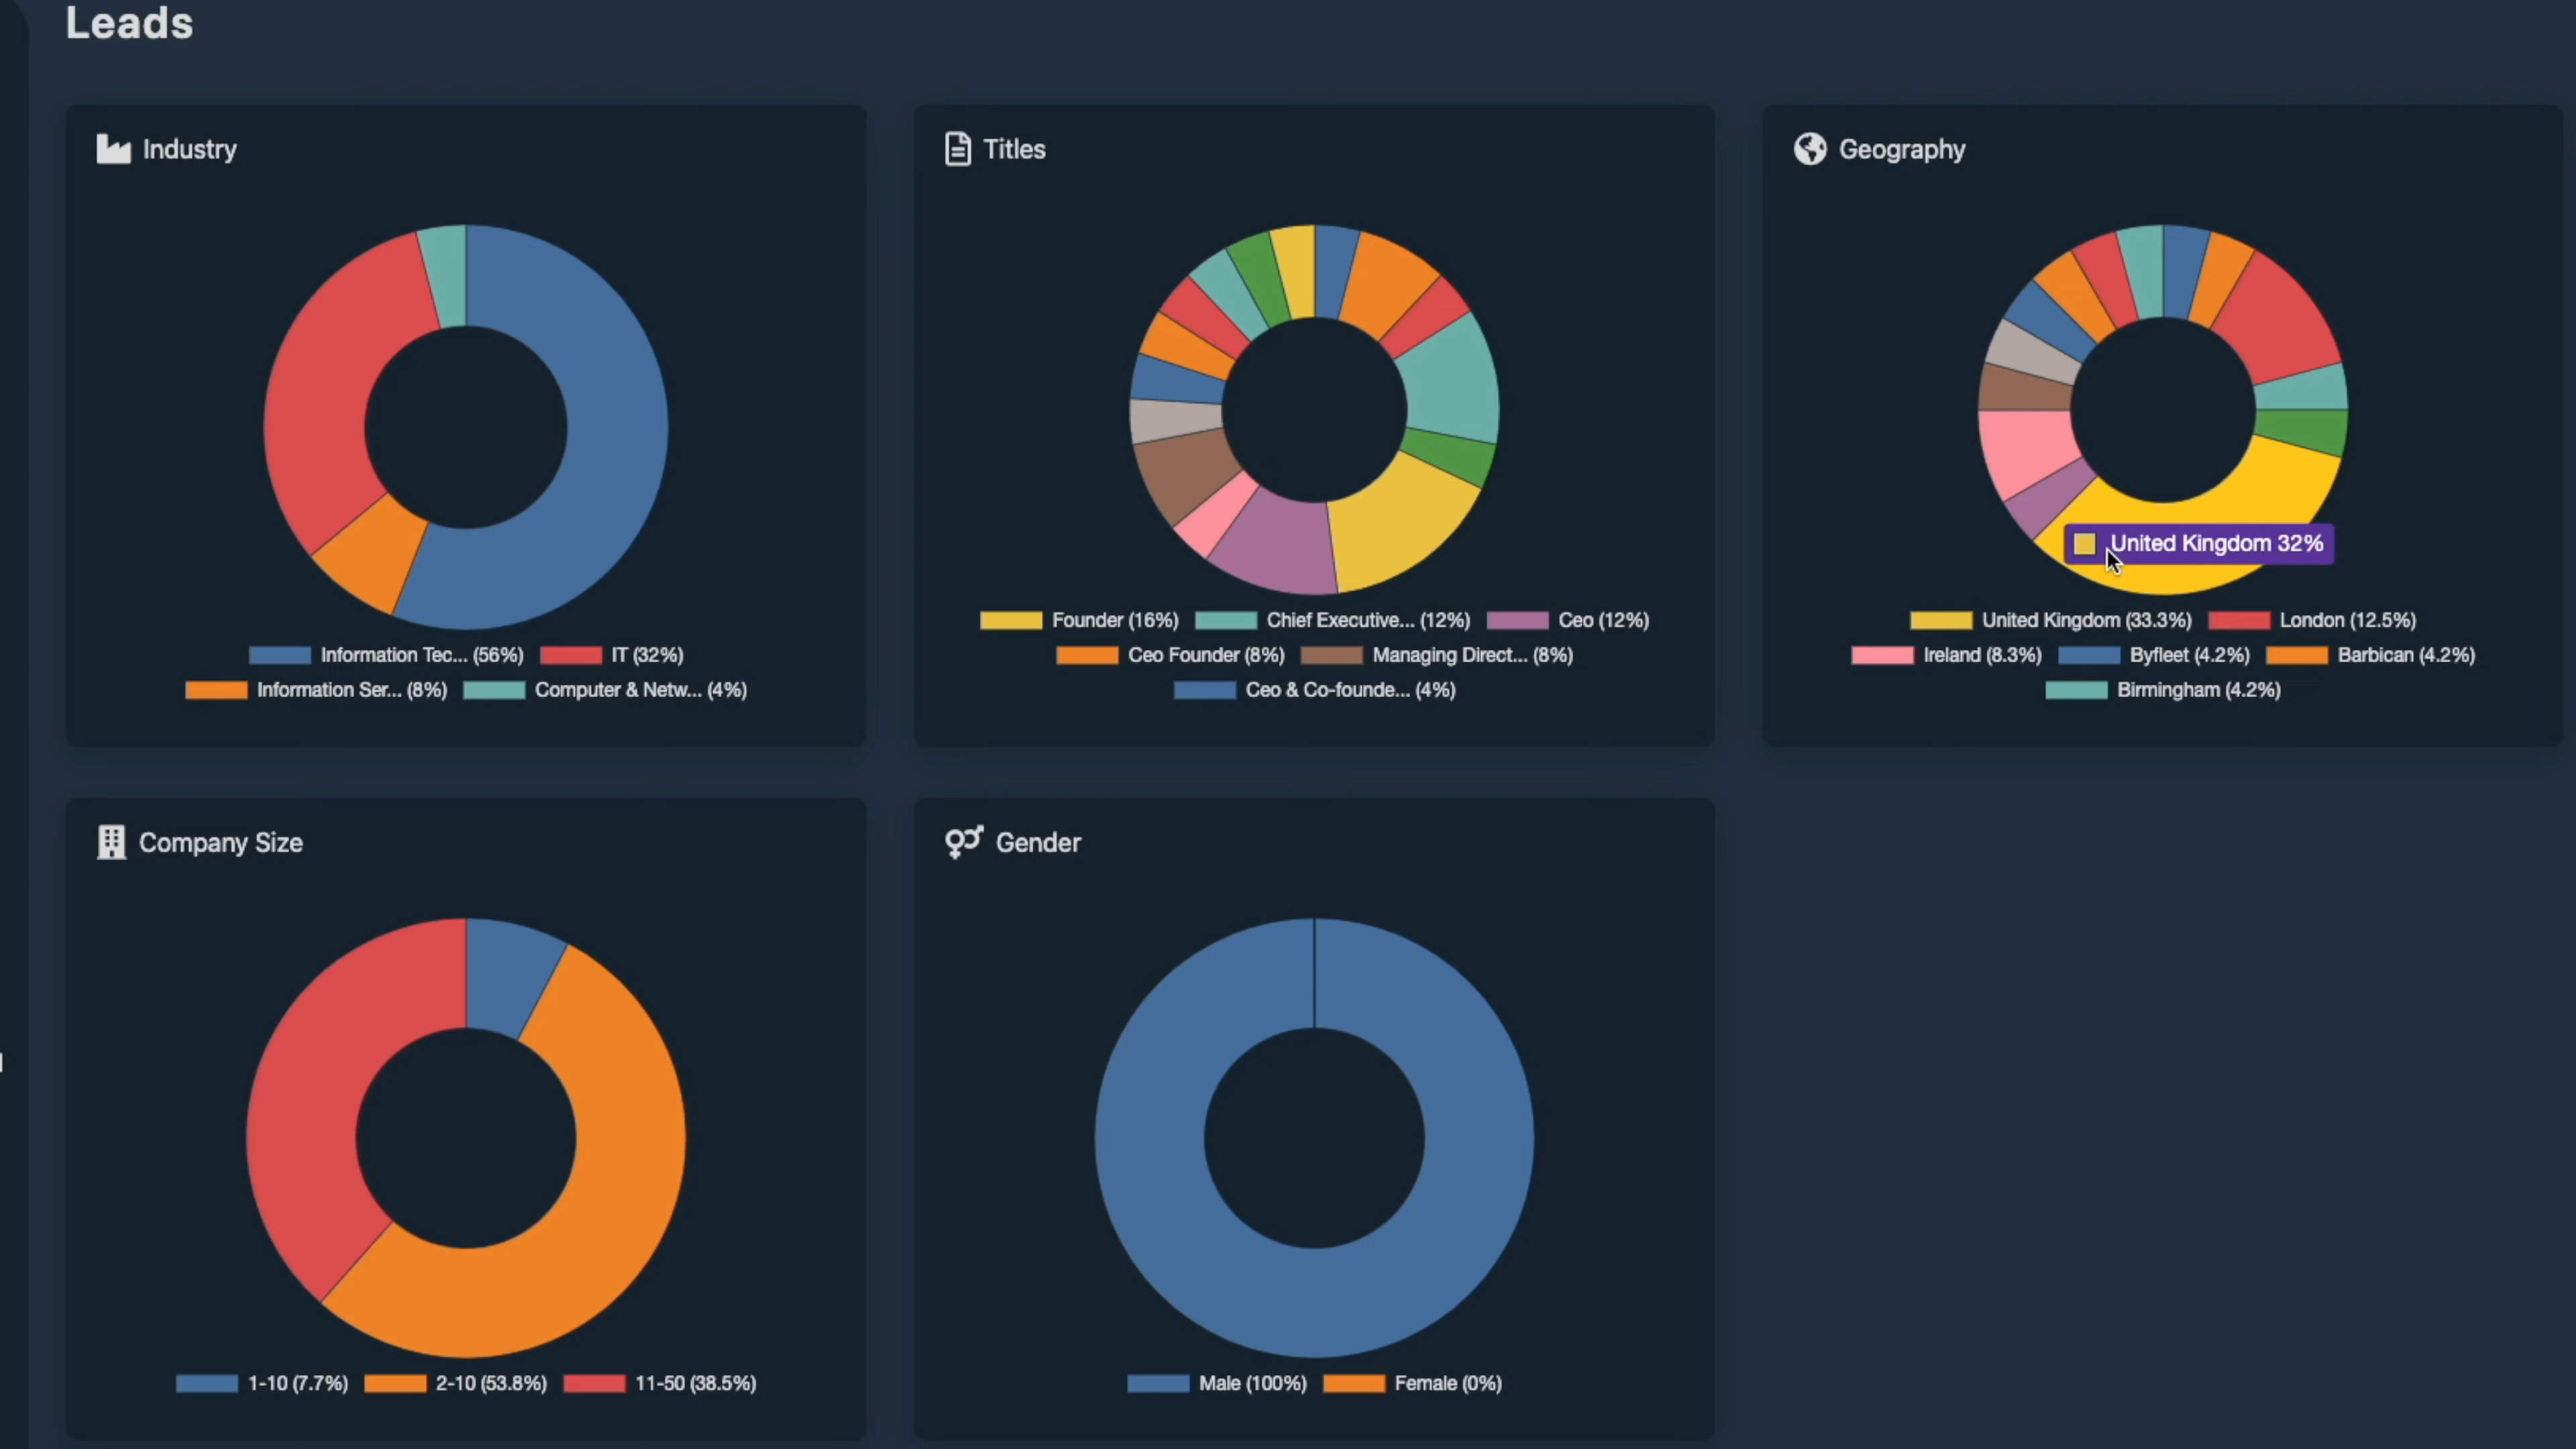 Leads
Industry
Information Tec... (56%) IT (32%)
Information Ser... (8%) Computer & Netw... (4%)
Titles
Founder (16%) Chief Executive... (12%) Ceo (12%)
Ceo Founder (8%) Managing Direct... (8%)
Ceo & Co-founde... (4%)
Geography
United Kingdom 32%
United Kingdom (33.3%) London (12.5%)
Ireland (8.3%) Byfleet (4.2%) Barbican (4.2%)
Birmingham (4.2%)
Company Size
1-10 (7.7%) 2-10 (53.8%) 11-50 (38.5%)
Gender
Male (100%) Female (0%)